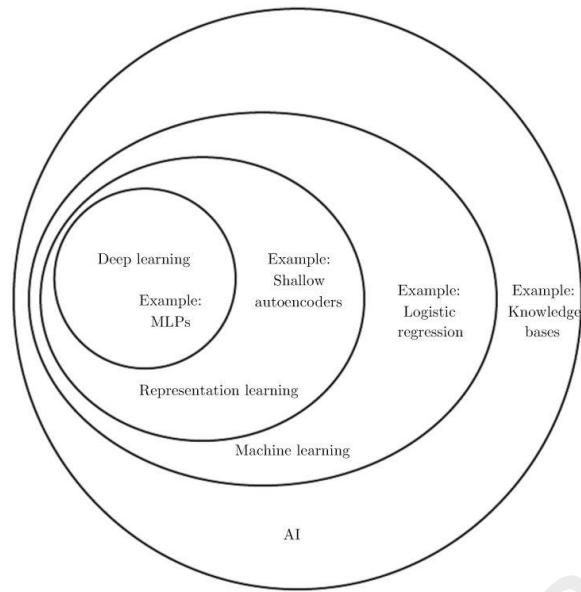 Deep learning
Example:
MLPs
Example:
Shallow
autoencoders
Example:
Logistic
regression
Example:
Knowledge
bases
Representation learning
Machine learning
AI